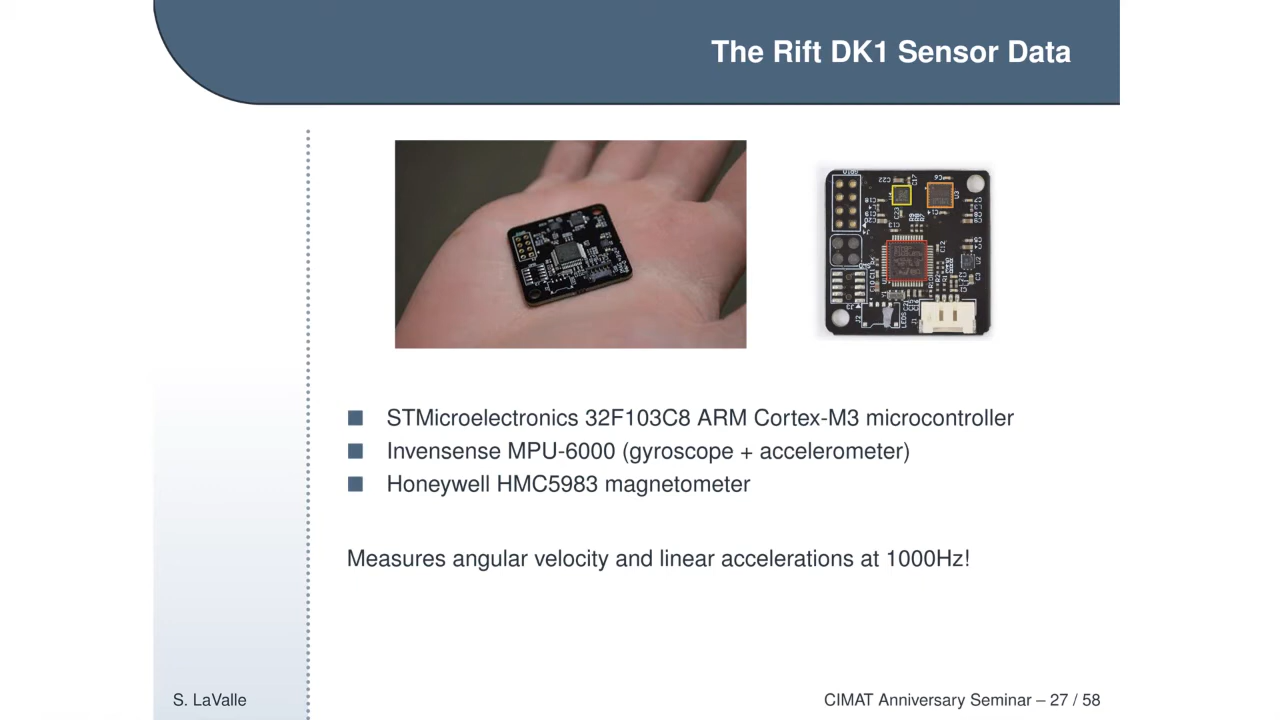 The Rift DK1 Sensor Data
STMicroelectronics 32F103C8 ARM Cortex-M3 microcontroller
Invensense MPU-6000 (gyroscope + accelerometer)
Honeywell HMC5983 magnetometer
Measures angular velocity and linear accelerations at 1000Hz!
S. LaValle
CIMAT Anniversary Seminar – 27 / 58